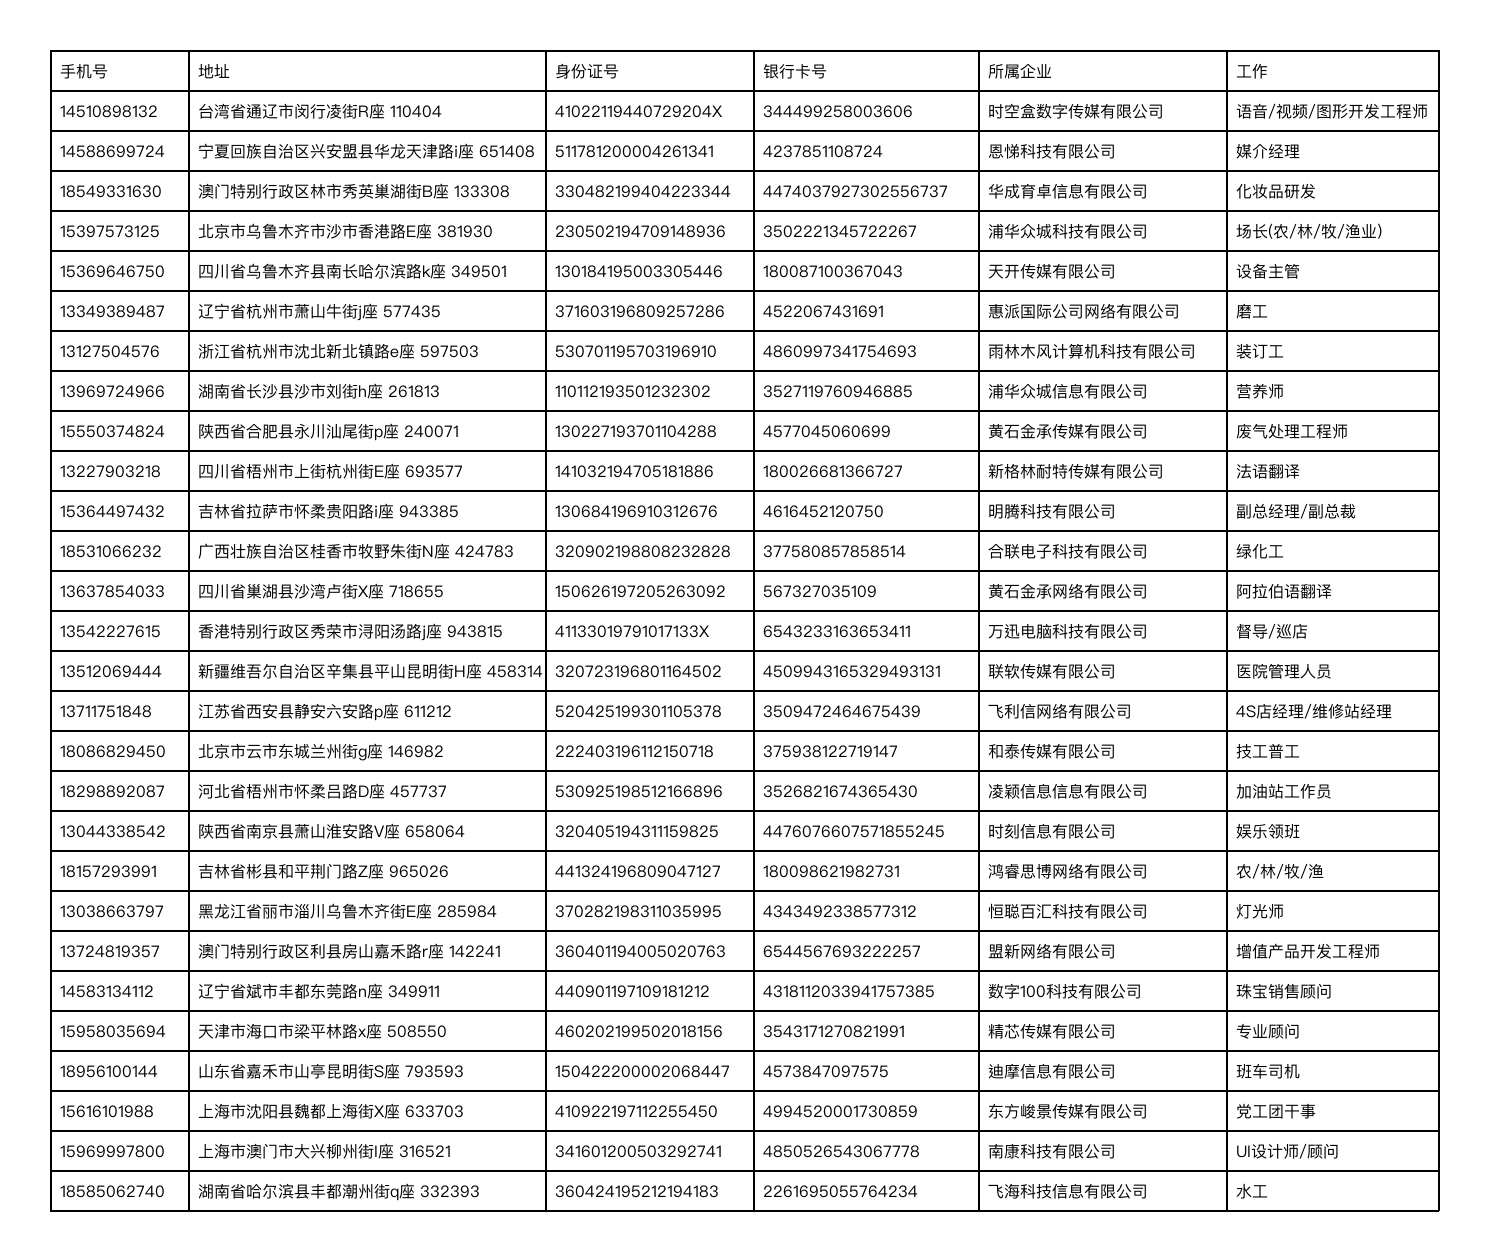 手机号 地址 身份证号 银行卡号 所属企业 工作
14510898132 台湾省通辽市闵行凌街R座 110404 41022119440729204X 344499258003606 时空盒数字传媒有限公司 语音/视频/图形开发工程师
14588699724 宁夏回族自治区兴安盟县华龙天津路i座 651408 511781200004261341 4237851108724 恩悌科技有限公司 媒介经理
18549331630 澳门特别行政区林市秀英巢湖街B座 133308 330482199404223344 4474037927302556737 华成育卓信息有限公司 化妆品研发
15397573125 北京市乌鲁木齐市沙市香港路E座 381930 230502194709148936 3502221345722267 浦华众城科技有限公司 场长(农/林/牧/渔业)
15369646750 四川省乌鲁木齐县南长哈尔滨路k座 349501 130184195003305446 180087100367043 天开传媒有限公司 设备主管
13349389487 辽宁省杭州市萧山牛街j座 577435 371603196809257286 4522067431691 惠派国际公司网络有限公司 磨工
13127504576 浙江省杭州市沈北新北镇路e座 597503 530701195703196910 4860997341754693 雨林木风计算机科技有限公司 装订工
13969724966 湖南省长沙县沙市刘街h座 261813 110112193501232302 3527119760946885 浦华众城信息有限公司 营养师
15550374824 陕西省合肥县永川汕尾街p座 240071 130227193701104288 4577045060699 黄石金承传媒有限公司 废气处理工程师
13227903218 四川省梧州市上街杭州街E座 693577 141032194705181886 180026681366727 新格林耐特传媒有限公司 法语翻译
15364497432 吉林省拉萨市怀柔贵阳路i座 943385 130684196910312676 4616452120750 明腾科技有限公司 副总经理/副总裁
18531066232 广西壮族自治区桂香市牧野朱街N座 424783 320902198808232828 377580857858514 合联电子科技有限公司 绿化工
13637854033 四川省巢湖县沙湾卢街X座 718655 150626197205263092 567327035109 黄石金承网络有限公司 阿拉伯语翻译
13542227615 香港特别行政区秀荣市浔阳汤路j座 943815 41133019791017133X 6543233163653411 万迅电脑科技有限公司 督导/巡店
13512069444 新疆维吾尔自治区辛集县平山昆明街H座 458314 320723196801164502 4509943165329493131 联软传媒有限公司 医院管理人员
13711751848 江苏省西安县静安六安路p座 611212 520425199301105378 3509472464675439 飞利信网络有限公司 4S店经理/维修站经理
18086829450 北京市云市东城兰州街g座 146982 222403196112150718 375938122719147 和泰传媒有限公司 技工普工
18298892087 河北省梧州市怀柔吕路D座 457737 530925198512166896 3526821674365430 凌颖信息信息有限公司 加油站工作员
13044338542 陕西省南京县萧山淮安路V座 658064 320405194311159825 4476076607571855245 时刻信息有限公司 娱乐领班
18157293991 吉林省彬县和平荆门路Z座 965026 441324196809047127 180098621982731 鸿睿思博网络有限公司 农/林/牧/渔
13038663797 黑龙江省丽市淄川乌鲁木齐街E座 285984 370282198311035995 4343492338577312 恒聪百汇科技有限公司 灯光师
13724819357 澳门特别行政区利县房山嘉禾路r座 142241 360401194005020763 6544567693222257 盟新网络有限公司 增值产品开发工程师
14583134112 辽宁省斌市丰都东莞路n座 349911 440901197109181212 4318112033941757385 数字100科技有限公司 珠宝销售顾问
15958035694 天津市海口市梁平林路x座 508550 460202199502018156 3543171270821991 精芯传媒有限公司 专业顾问
18956100144 山东省嘉禾市山亭昆明街S座 793593 150422200002068447 4573847097575 迪摩信息有限公司 班车司机
15616101988 上海市沈阳县魏都上海街X座 633703 410922197112255450 4994520001730859 东方峻景传媒有限公司 党工团干事
15969997800 上海市澳门市大兴柳州街l座 316521 341601200503292741 4850526543067778 南康科技有限公司 UI设计师/顾问
18585062740 湖南省哈尔滨县丰都潮州街q座 332393 360424195212194183 2261695055764234 飞海科技信息有限公司 水工